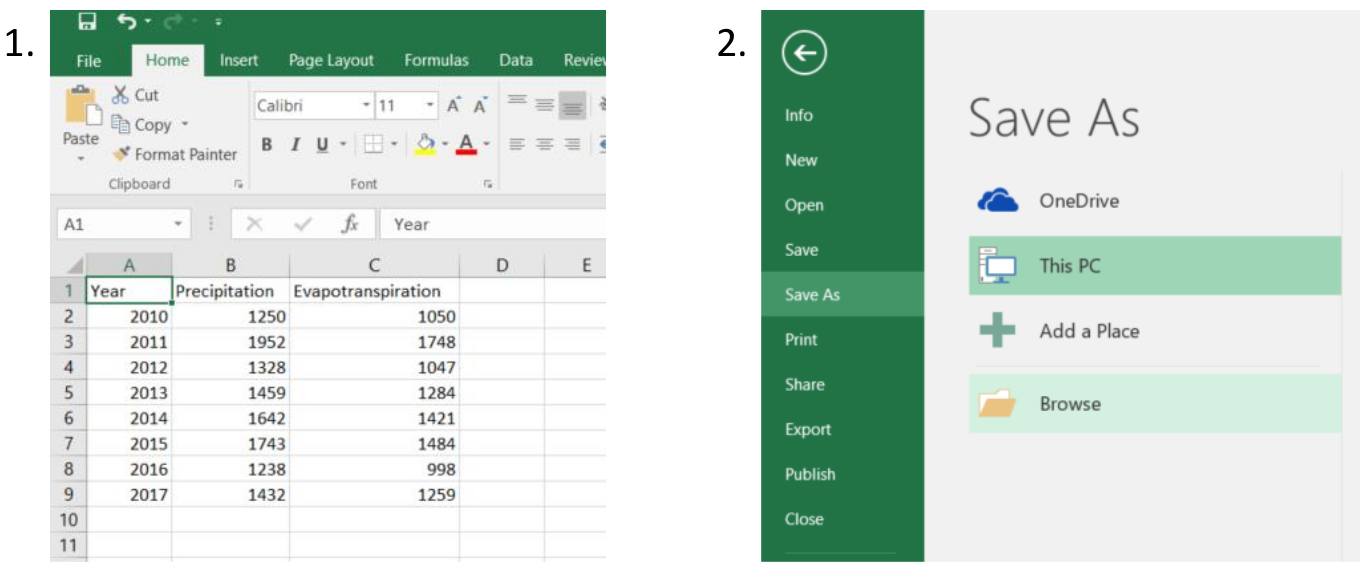 1.
File Home Insert Page Layout Formulas Data Review
Cut
Calibri 11 A A
Copy
Paste
B I U A
Format Painter
Clipboard Font
A1 fx Year
A B C D E
1 Year Precipitation Evapotranspiration
2 2010 1250 1050
3 2011 1952 1748
4 2012 1328 1047
5 2013 1459 1284
6 2014 1642 1421
7 2015 1743 1484
8 2016 1238 998
9 2017 1432 1259
10
11
2.
Info
New
Open
Save
Save As
Print
Share
Export
Publish
Close
Save As
OneDrive
This PC
Add a Place
Browse